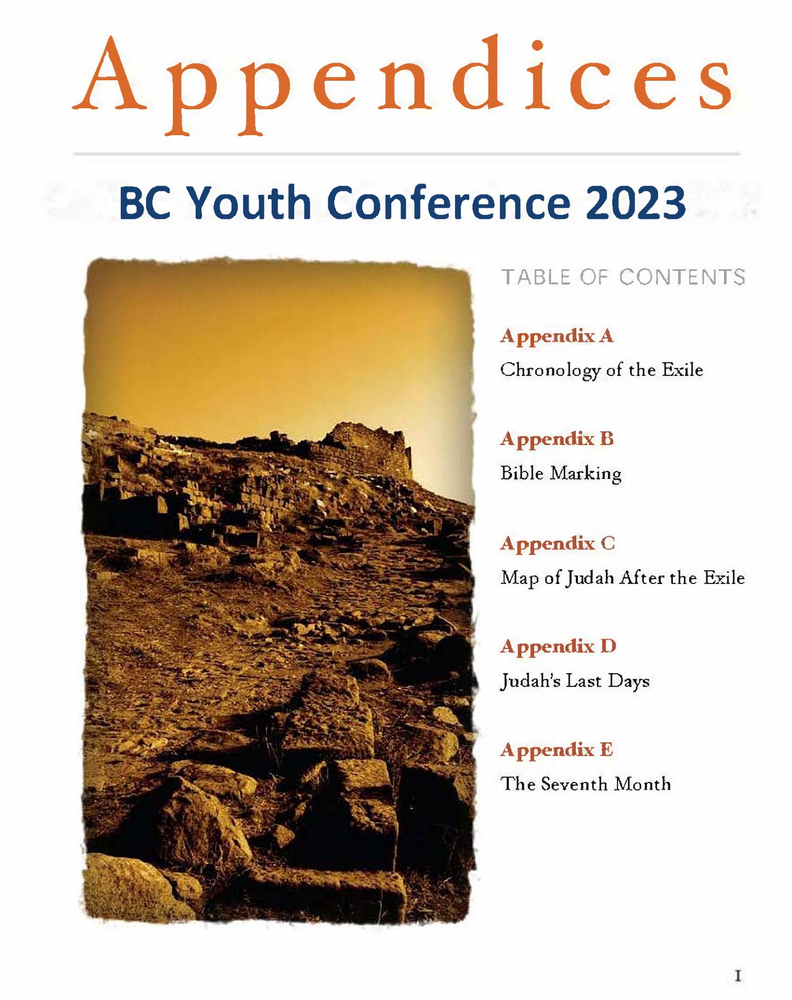 Appendices
BC Youth Conference 2023
TABLE OF CONTENTS
Appendix A
Chronology of the Exile
Appendix B
Bible Marking
Appendix C
Map of Judah After the Exile
Appendix D
Judah's Last Days
Appendix E
The Seventh Month
I